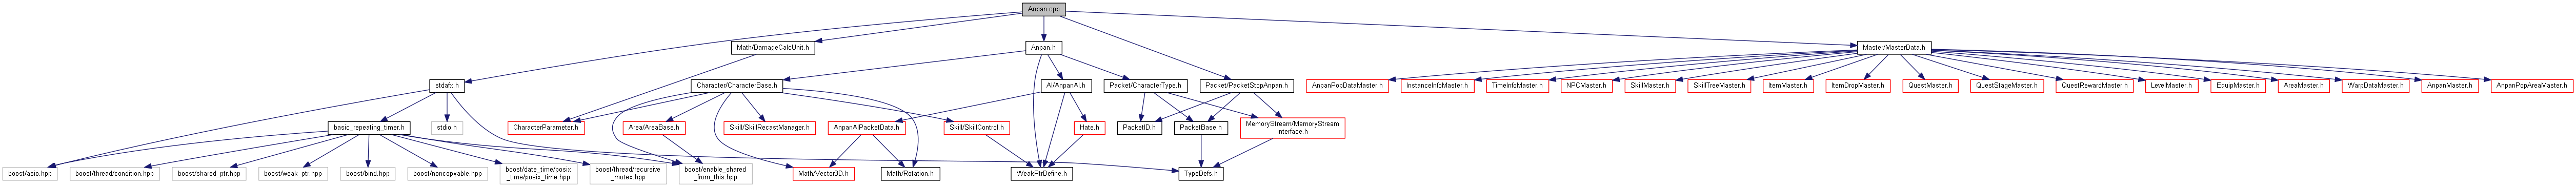 Anpan.cpp
Math/DamageCalcUnit.h
Anpan.h
Master/MasterData.h
stdafx.h
Character/CharacterBase.h
AI/AnpanAI.h
Packet/CharacterType.h
Packet/PacketStopAnpan.h
AnpanPopDataMaster.h
InstanceInfoMaster.h
TimeInfoMaster.h
NPCMaster.h
SkillMaster.h
SkillTreeMaster.h
ItemMaster.h
ItemDropMaster.h
QuestMaster.h
QuestStageMaster.h
QuestRewardMaster.h
LevelMaster.h
EquipMaster.h
AreaMaster.h
WarpDataMaster.h
AnpanMaster.h
AnpanPopAreaMaster.h
basic_repeating_timer.h
stdio.h
CharacterParameter.h
Area/AreaBase.h
Skill/SkillRecastManager.h
AnpanAIPacketData.h
Skill/SkillControl.h
Hate.h
PacketID.h
PacketBase.h
MemoryStream/MemoryStream
Interface.h
boost/asio.hpp
boost/thread/condition.hpp
boost/shared_ptr.hpp
boost/weak_ptr.hpp
boost/bind.hpp
boost/noncopyable.hpp
boost/date_time/posix
_time/posix_time.hpp
boost/thread/recursive
_mutex.hpp
boost/enable_shared
_from_this.hpp
Math/Vector3D.h
Math/Rotation.h
WeakPtrDefine.h
TypeDefs.h